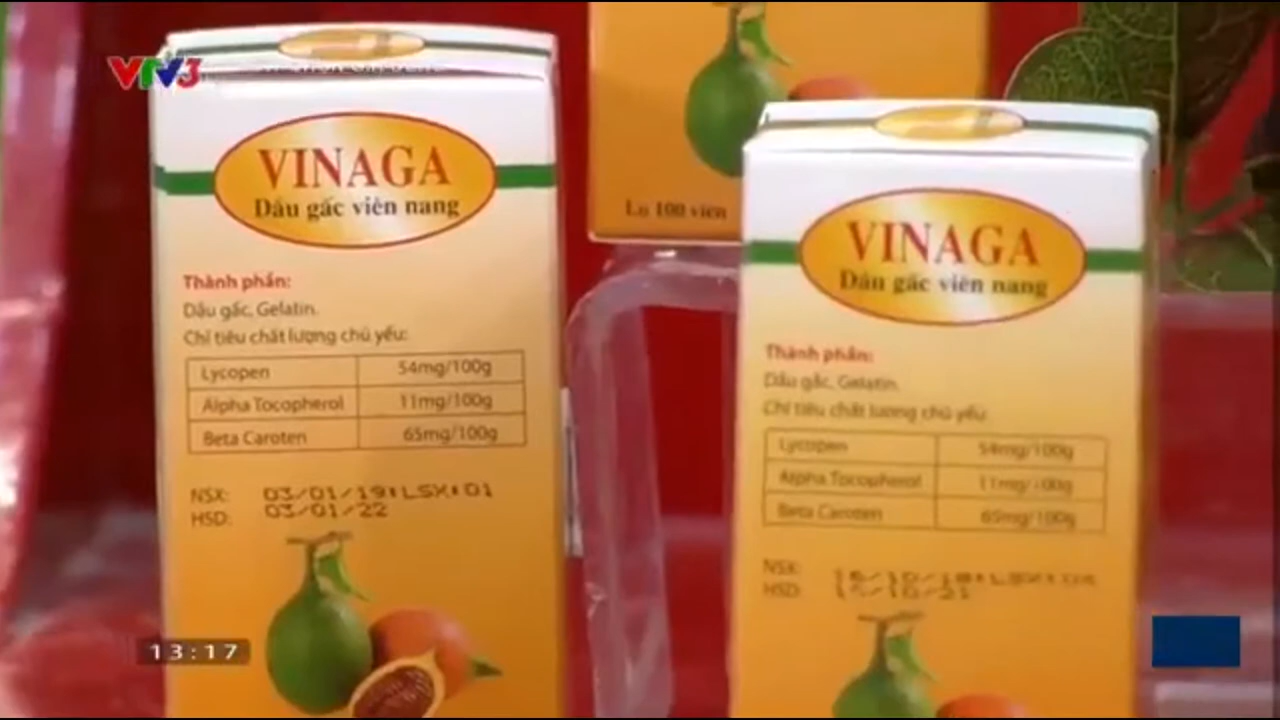 VTV3
VINAGA
Dầu gấc viên nang
Thành phần:
Dầu gấc, Gelatin.
Chỉ tiêu chất lượng chủ yếu:
Lycopen 54mg/100g
Alpha Tocopherol 11mg/100g
Beta Caroten 65mg/100g
NSX: 03/01/19 LSX:01
HSD: 03/01/22
Lọ 100 viên
VINAGA
Dầu gấc viên nang
Thành phần:
Dầu gấc, Gelatin.
Chỉ tiêu chất lượng chủ yếu:
Lycopen 54mg/100g
Alpha Tocopherol 11mg/100g
Beta Caroten 65mg/100g
NSX:
HSD:
13:17